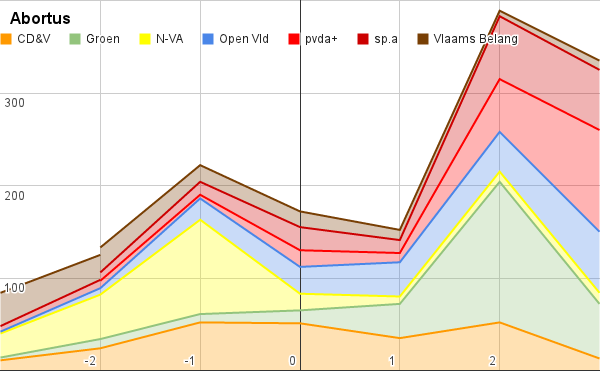 Abortus
CD&V Groen N-VA Open Vld pvda+ sp.a Vlaams Belang
300
200
100
-2 -1 0 1 2